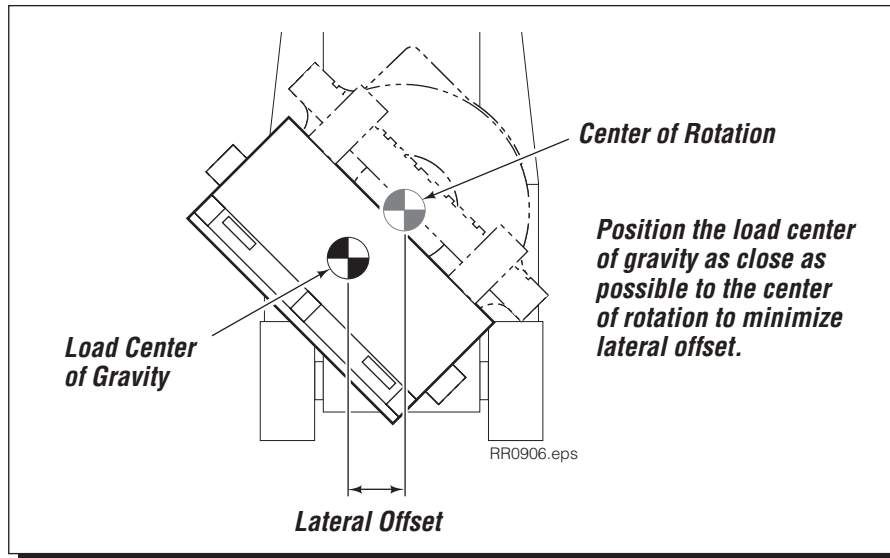 Center of Rotation
Position the load center
of gravity as close as
possible to the center
of rotation to minimize
lateral offset.
Load Center
of Gravity
RR0906.eps
Lateral Offset